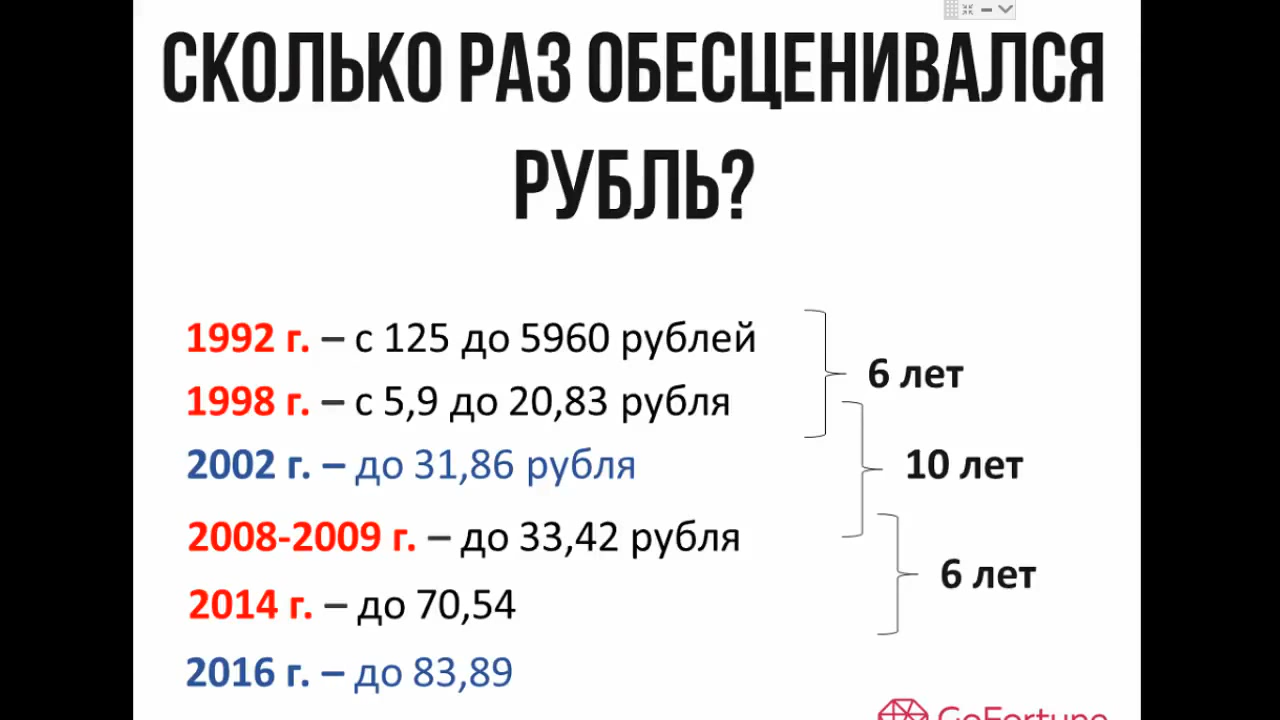 СКОЛЬКО РАЗ ОБЕСЦЕНИВАЛСЯ
РУБЛЬ?
1992 г. – с 125 до 5960 рублей
6 лет
1998 г. – с 5,9 до 20,83 рубля
2002 г. – до 31,86 рубля
10 лет
2008-2009 г. – до 33,42 рубля
6 лет
2014 г. – до 70,54
2016 г. – до 83,89
GoFortune